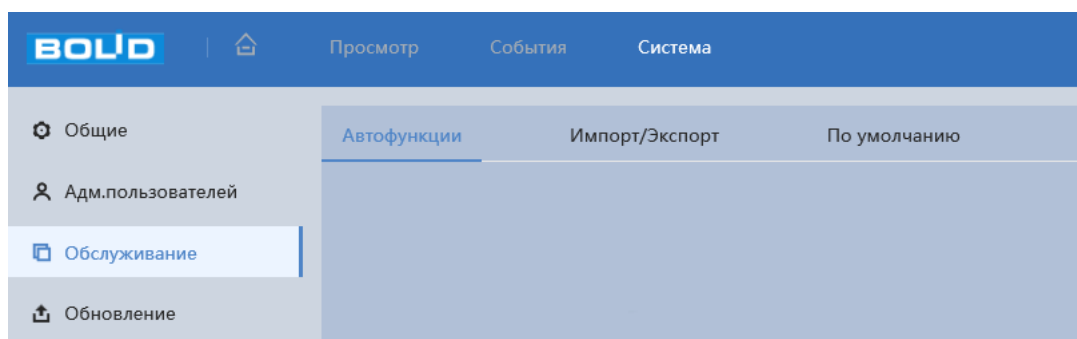 BOLID Просмотр События Система
Общие
Автофункции Импорт/Экспорт По умолчанию
Адм.пользователей
Обслуживание
Обновление